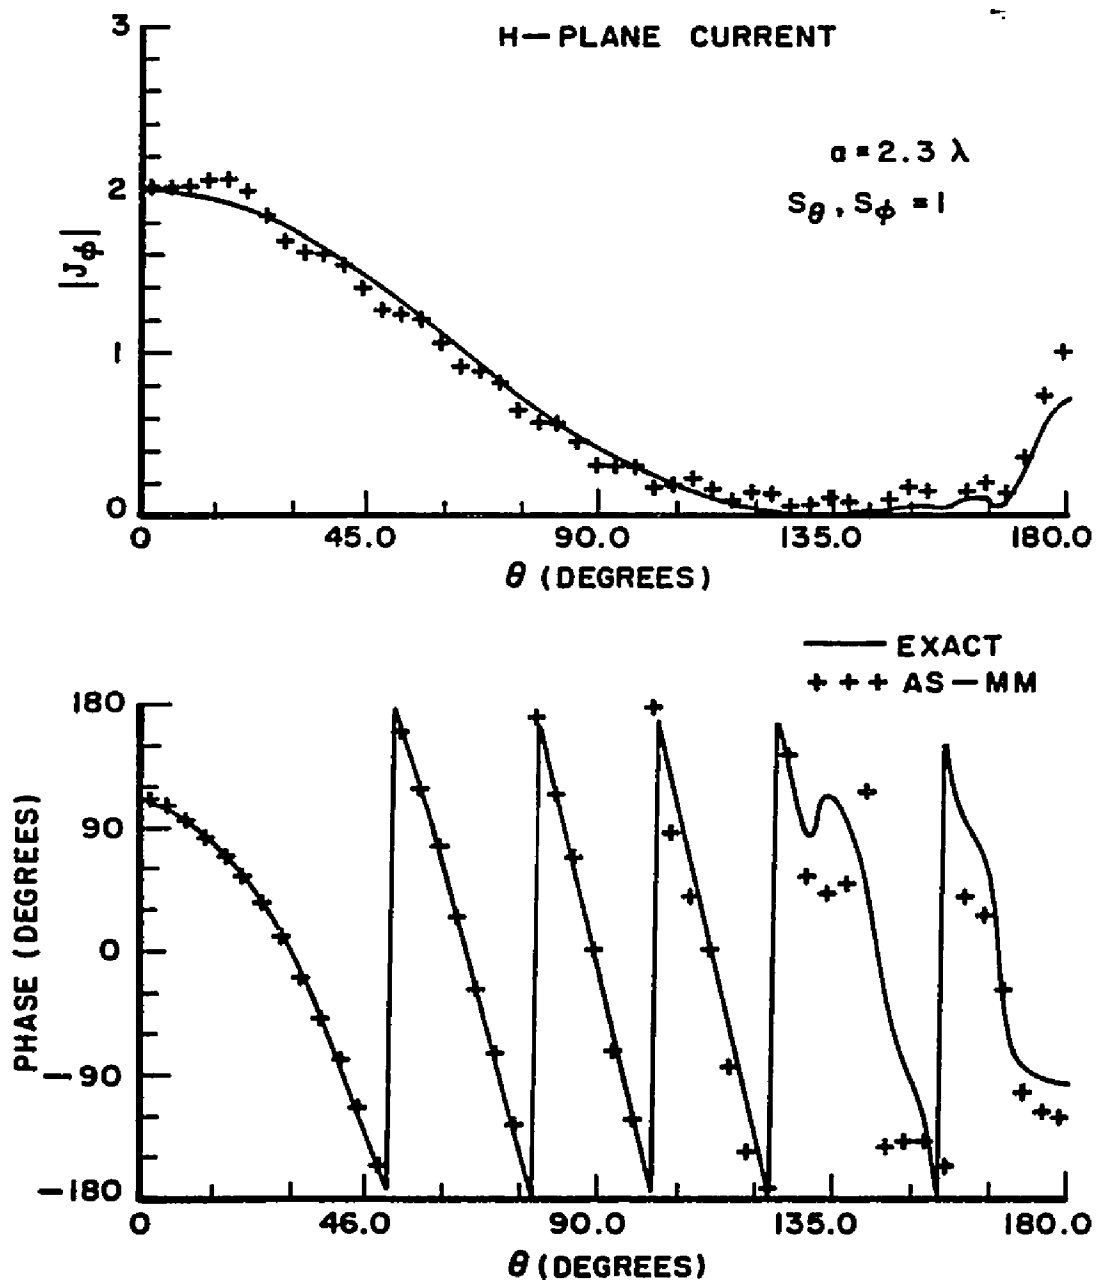 H-PLANE CURRENT
a=2.3 λ
Sθ, Sϕ =1
|Jϕ|
3
2
1
0
0 45.0 90.0 135.0 180.0
θ (DEGREES)
EXACT
+ + + AS-MM
PHASE (DEGREES)
180
90
0
-90
-180
0 46.0 90.0 135.0 180.0
θ (DEGREES)